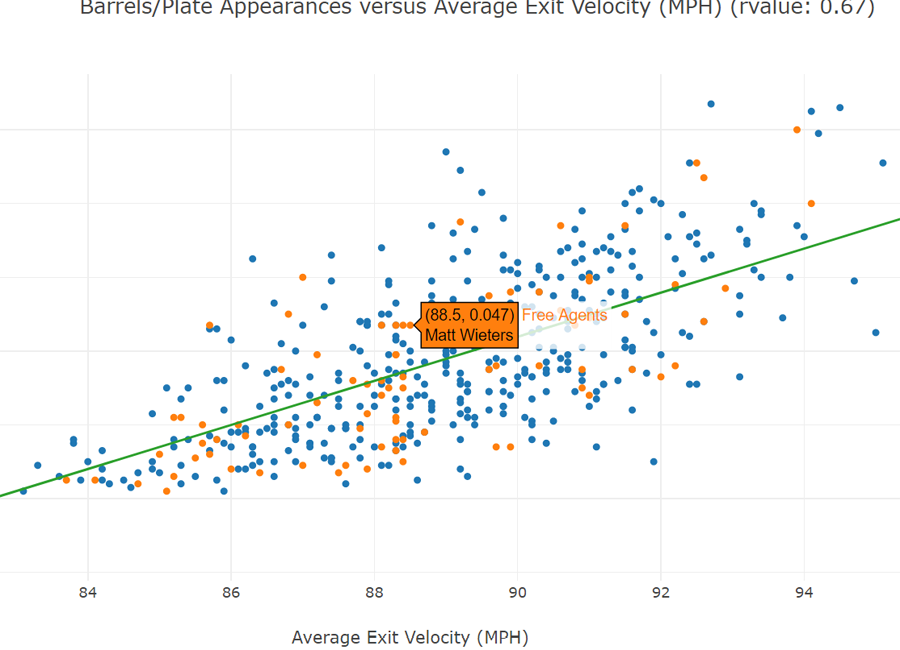 Barrels/Plate Appearances versus Average Exit Velocity (MPH) (rvalue: 0.67)
(88.5, 0.047)
Matt Wieters
Free Agents
84 86 88 90 92 94
Average Exit Velocity (MPH)